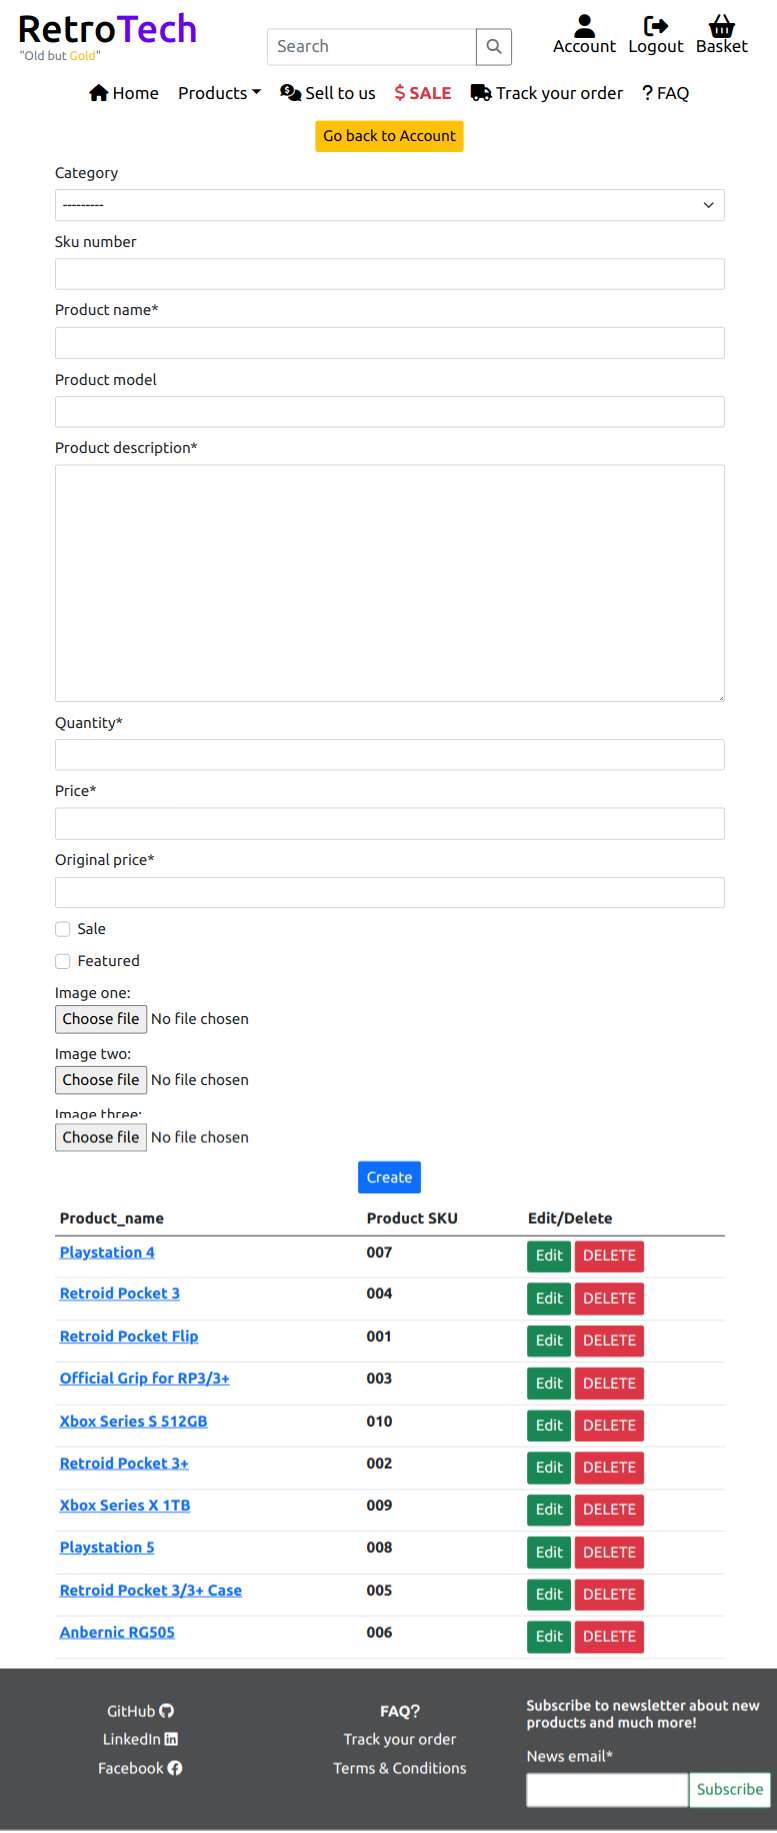 RetroTech
"Old but Gold"
Search
Account Logout Basket
Home Products Sell to us $ SALE Track your order ? FAQ
Go back to Account
Category
---------
Sku number
Product name*
Product model
Product description*
Quantity*
Price*
Original price*
Sale
Featured
Image one:
Choose file No file chosen
Image two:
Choose file No file chosen
Image three:
Choose file No file chosen
Create
Product_name Product SKU Edit/Delete
Playstation 4 007 Edit DELETE
Retroid Pocket 3 004 Edit DELETE
Retroid Pocket Flip 001 Edit DELETE
Official Grip for RP3/3+ 003 Edit DELETE
Xbox Series S 512GB 010 Edit DELETE
Retroid Pocket 3+ 002 Edit DELETE
Xbox Series X 1TB 009 Edit DELETE
Playstation 5 008 Edit DELETE
Retroid Pocket 3/3+ Case 005 Edit DELETE
Anbernic RG505 006 Edit DELETE
GitHub
LinkedIn
Facebook
FAQ?
Track your order
Terms & Conditions
Subscribe to newsletter about new
products and much more!
News email*
Subscribe